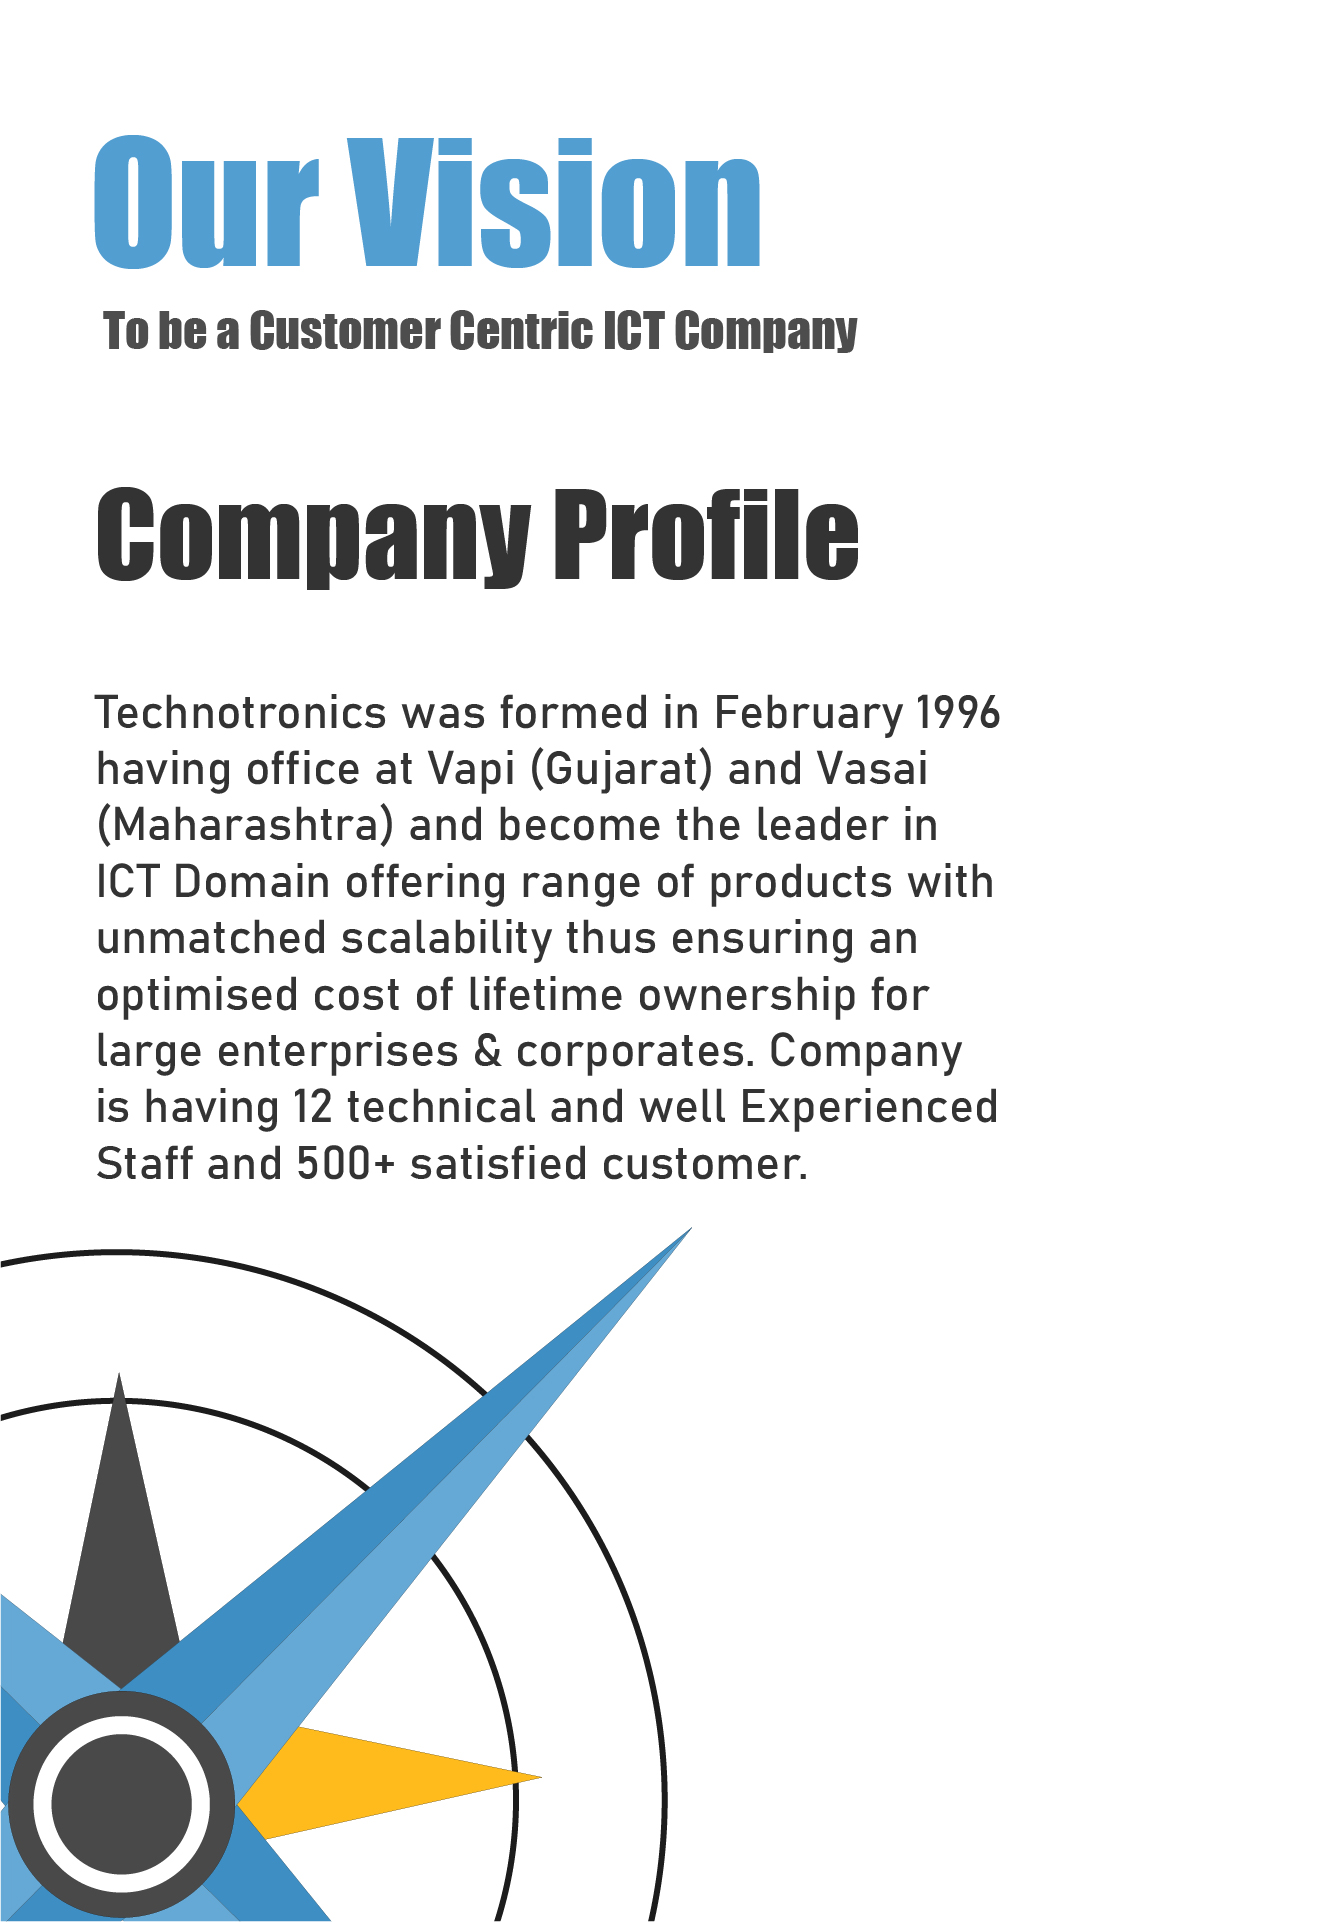 Our Vision
To be a Customer Centric ICT Company
Company Profile
Technotronics was formed in February 1996
having office at Vapi (Gujarat) and Vasai
(Maharashtra) and become the leader in
ICT Domain offering range of products with
unmatched scalability thus ensuring an
optimised cost of lifetime ownership for
large enterprises & corporates. Company
is having 12 technical and well Experienced
Staff and 500+ satisfied customer.